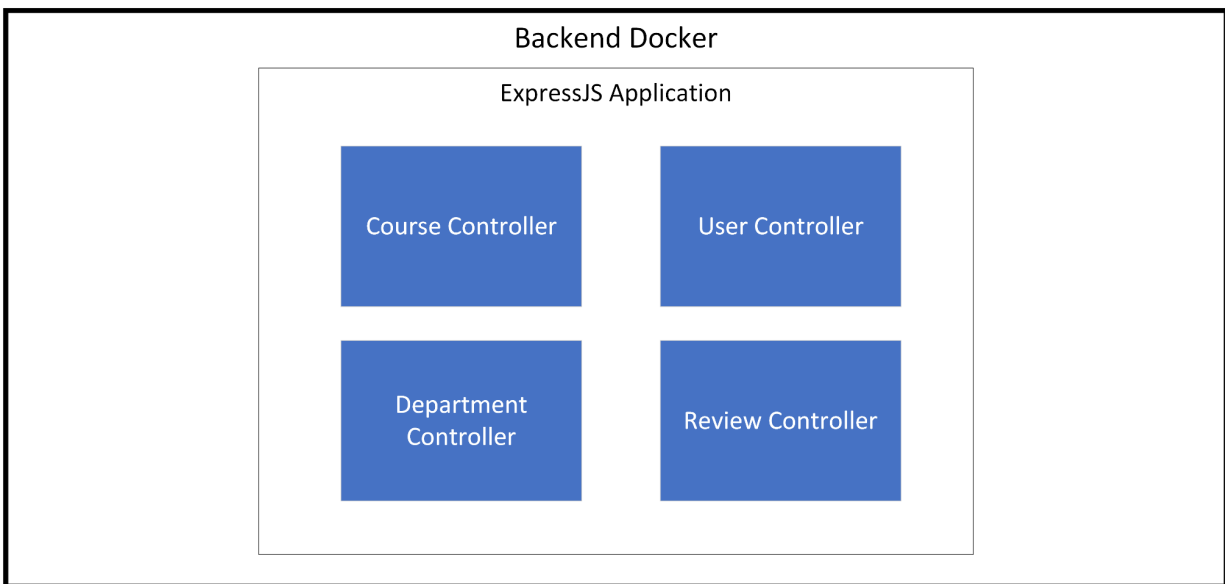 Backend Docker
ExpressJS Application
Course Controller
User Controller
Department
Controller
Review Controller